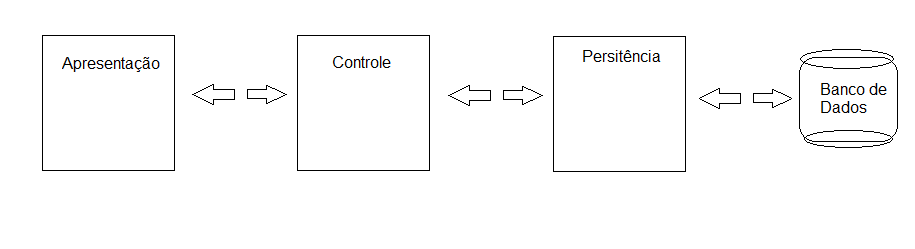 Apresentação
Controle
Persitência
Banco de
Dados